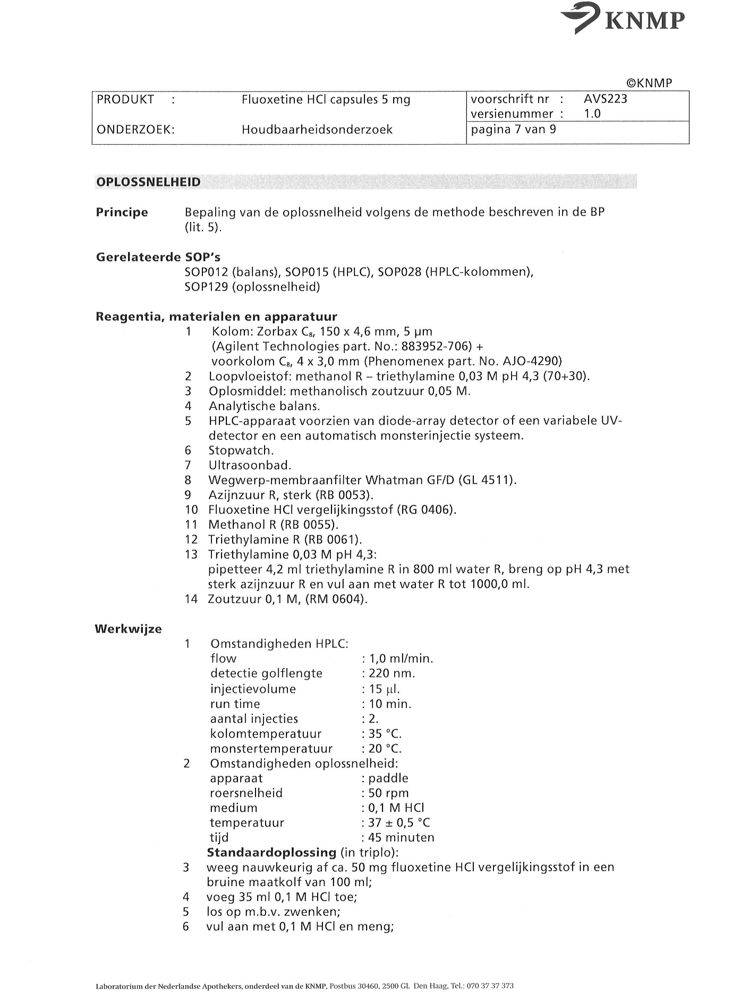 KNMP
©KNMP
PRODUKT : Fluoxetine HCl capsules 5 mg voorschrift nr : AVS223
versienummer : 1.0
ONDERZOEK: Houdbaarheidsonderzoek pagina 7 van 9
OPLOSSNELHEID
Principe Bepaling van de oplossnelheid volgens de methode beschreven in de BP
(lit. 5).
Gerelateerde SOP's
SOP012 (balans), SOP015 (HPLC), SOP028 (HPLC-kolommen),
SOP129 (oplossnelheid)
Reagentia, materialen en apparatuur
1 Kolom: Zorbax C₈, 150 x 4,6 mm, 5 µm
(Agilent Technologies part. No.: 883952-706) +
voorkolom C₈, 4 x 3,0 mm (Phenomenex part. No. AJO-4290)
2 Loopvloeistof: methanol R – triethylamine 0,03 M pH 4,3 (70+30).
3 Oplosmiddel: methanolisch zoutzuur 0,05 M.
4 Analytische balans.
5 HPLC-apparaat voorzien van diode-array detector of een variabele UV-
detector en een automatisch monsterinjectie systeem.
6 Stopwatch.
7 Ultrasoonbad.
8 Wegwerp-membraanfilter Whatman GF/D (GL 4511).
9 Azijnzuur R, sterk (RB 0053).
10 Fluoxetine HCl vergelijkingsstof (RG 0406).
11 Methanol R (RB 0055).
12 Triethylamine R (RB 0061).
13 Triethylamine 0,03 M pH 4,3:
pipetteer 4,2 ml triethylamine R in 800 ml water R, breng op pH 4,3 met
sterk azijnzuur R en vul aan met water R tot 1000,0 ml.
14 Zoutzuur 0,1 M, (RM 0604).
Werkwijze
1 Omstandigheden HPLC:
flow : 1,0 ml/min.
detectie golflengte : 220 nm.
injectievolume : 15 µl.
run time : 10 min.
aantal injecties : 2.
kolomtemperatuur : 35 °C.
monstertemperatuur : 20 °C.
2 Omstandigheden oplossnelheid:
apparaat : paddle
roersnelheid : 50 rpm
medium : 0,1 M HCl
temperatuur : 37 ± 0,5 °C
tijd : 45 minuten
Standaardoplossing (in triplo):
3 weeg nauwkeurig af ca. 50 mg fluoxetine HCl vergelijkingsstof in een
bruine maatkolf van 100 ml;
4 voeg 35 ml 0,1 M HCl toe;
5 los op m.b.v. zwenken;
6 vul aan met 0,1 M HCl en meng;
Laboratorium der Nederlandse Apothekers, onderdeel van de KNMP, Postbus 30460, 2500 GL Den Haag, Tel.: 070 37 37 373